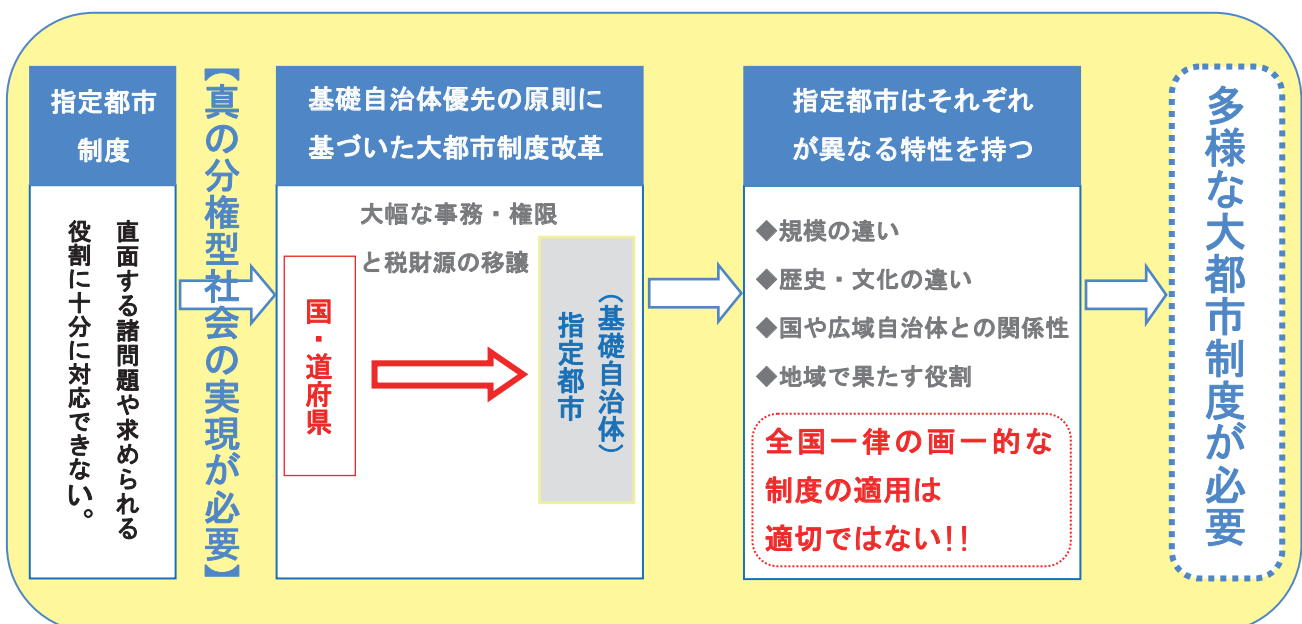 指定都市
制度
直面する諸問題や求められる
役割に十分に対応できない。
【真の分権型社会の実現が必要】
基礎自治体優先の原則に
基づいた大都市制度改革
大幅な事務・権限
と税財源の移譲
国・道府県
（基礎自治体）
指定都市
指定都市はそれぞれ
が異なる特性を持つ
◆規模の違い
◆歴史・文化の違い
◆国や広域自治体との関係性
◆地域で果たす役割
全国一律の画一的な
制度の適用は
適切ではない!!
多様な大都市制度が必要